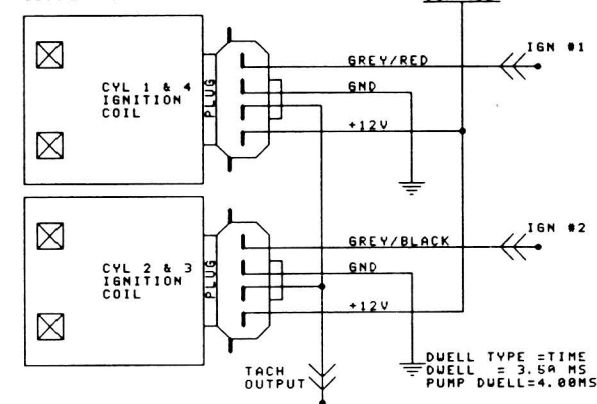 IGN #1
GREY/RED
GND
CYL 1 & 4
IGNITION
COIL
PLUG
+12V
IGN #2
GREY/BLACK
GND
CYL 2 & 3
IGNITION
COIL
PLUG
+12V
TACH
OUTPUT
DWELL TYPE =TIME
DWELL = 3.50 MS
PUMP DWELL=4.00MS